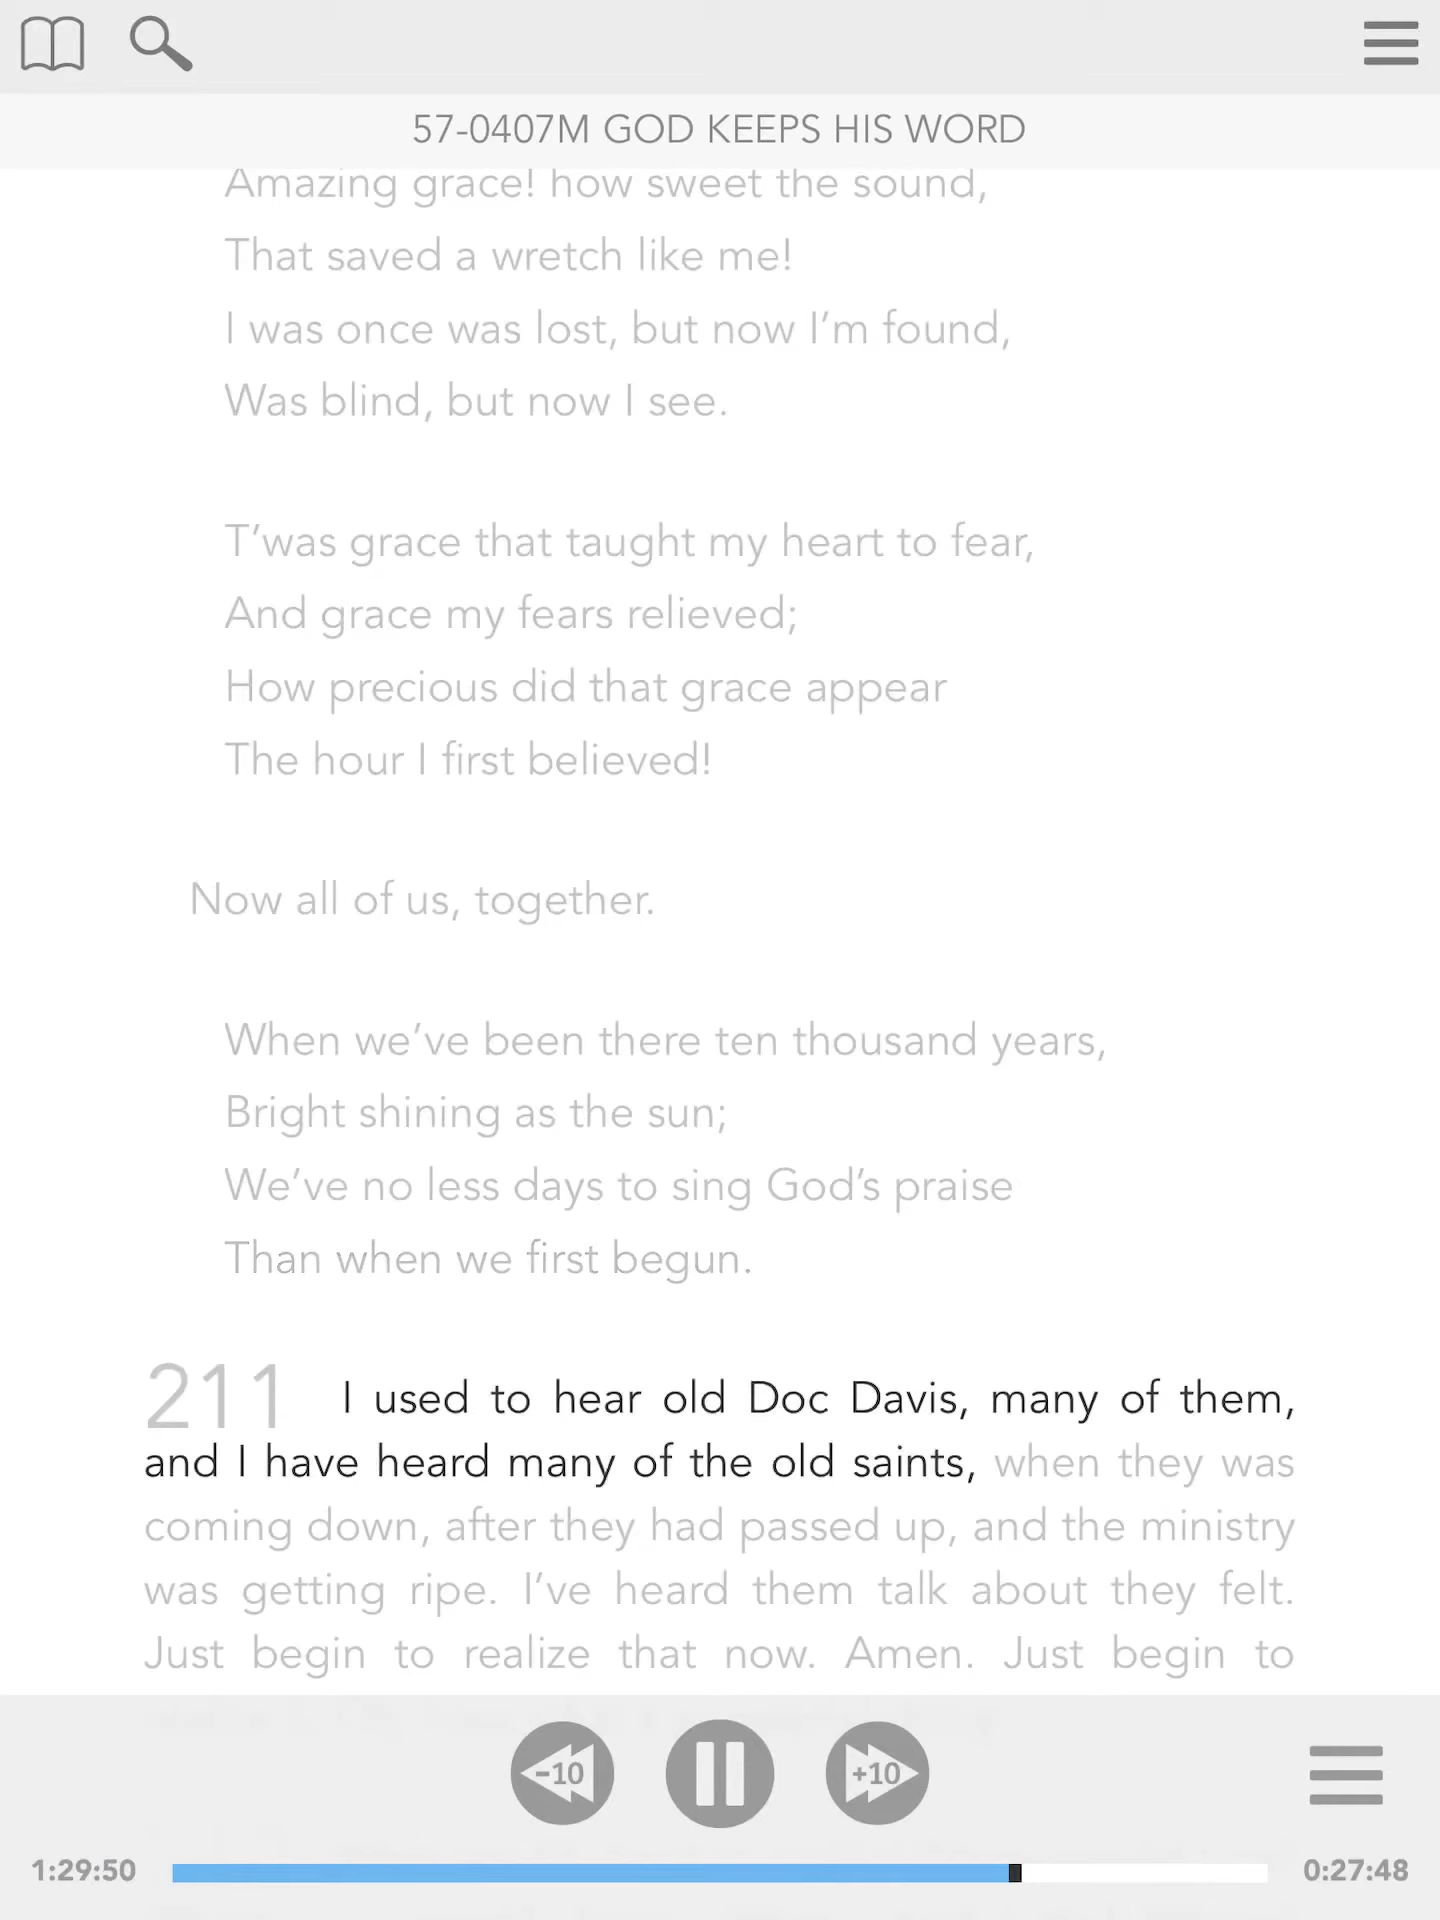 57-0407M GOD KEEPS HIS WORD
Amazing grace! how sweet the sound,
That saved a wretch like me!
I was once was lost, but now I’m found,
Was blind, but now I see.
T’was grace that taught my heart to fear,
And grace my fears relieved;
How precious did that grace appear
The hour I first believed!
Now all of us, together.
When we’ve been there ten thousand years,
Bright shining as the sun;
We’ve no less days to sing God’s praise
Than when we first begun.
211 I used to hear old Doc Davis, many of them,
and I have heard many of the old saints, when they was
coming down, after they had passed up, and the ministry
was getting ripe. I’ve heard them talk about they felt.
Just begin to realize that now. Amen. Just begin to
-10 +10
1:29:50 0:27:48